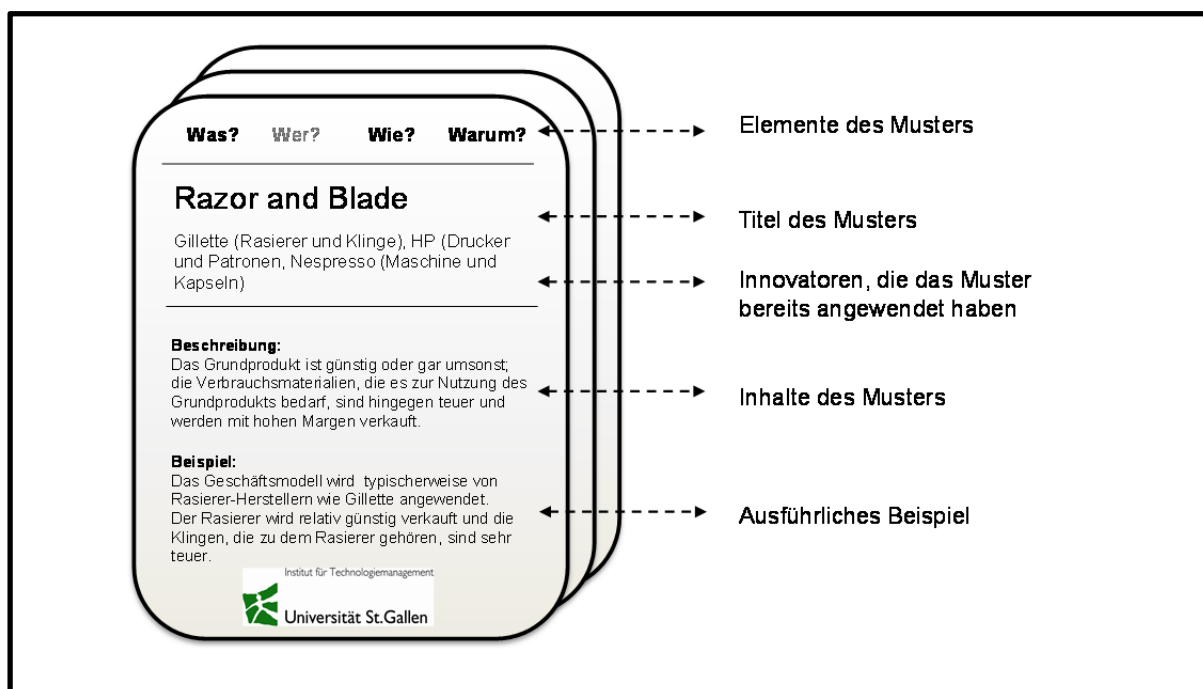 Was? Wer? Wie? Warum?
Razor and Blade
Gillette (Rasierer und Klinge), HP (Drucker
und Patronen, Nespresso (Maschine und
Kapseln)
Beschreibung:
Das Grundprodukt ist günstig oder gar umsonst;
die Verbrauchsmaterialien, die es zur Nutzung des
Grundprodukts bedarf, sind hingegen teuer und
werden mit hohen Margen verkauft.
Beispiel:
Das Geschäftsmodell wird typischerweise von
Rasierer-Herstellern wie Gillette angewendet.
Der Rasierer wird relativ günstig verkauft und die
Klingen, die zu dem Rasierer gehören, sind sehr
teuer.
Institut für Technologiemanagement
Universität St.Gallen
Elemente des Musters
Titel des Musters
Innovatoren, die das Muster
bereits angewendet haben
Inhalte des Musters
Ausführliches Beispiel